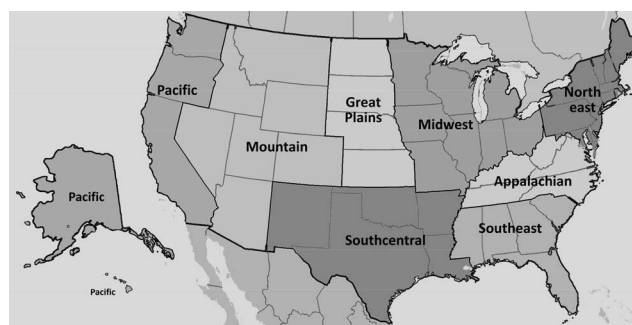 Pacific
Great
Plains
North
east
Midwest
Mountain
Appalachian
Pacific
Southeast
Southcentral
Pacific